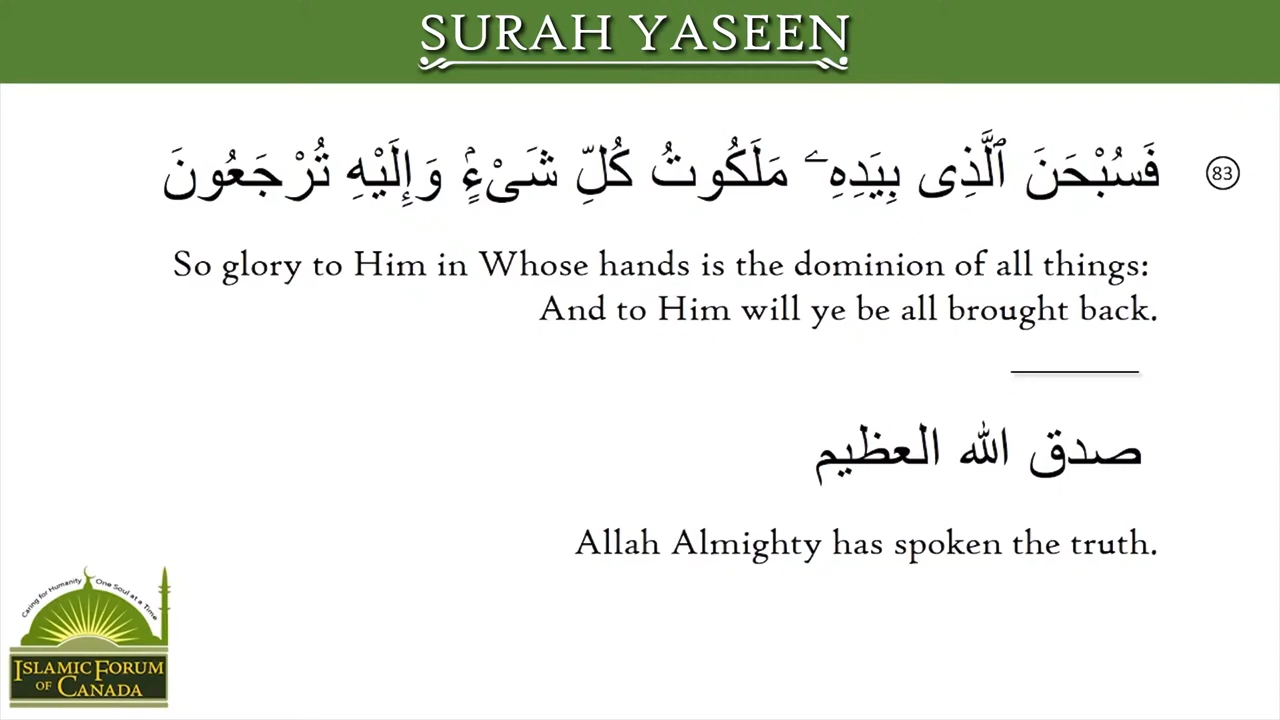 SURAH YASEEN
فَسُبْحَـنَ ٱلَّذِى بِيَدِهِۦ مَلَكُوتُ كُلِّ شَىْءٍۢ وَإِلَيْهِ تُرْجَعُونَ 83
So glory to Him in Whose hands is the dominion of all things:
And to Him will ye be all brought back.
صدق الله العظيم
Allah Almighty has spoken the truth.
Caring for Humanity One Soul at a Time
ISLAMIC FORUM
OF CANADA